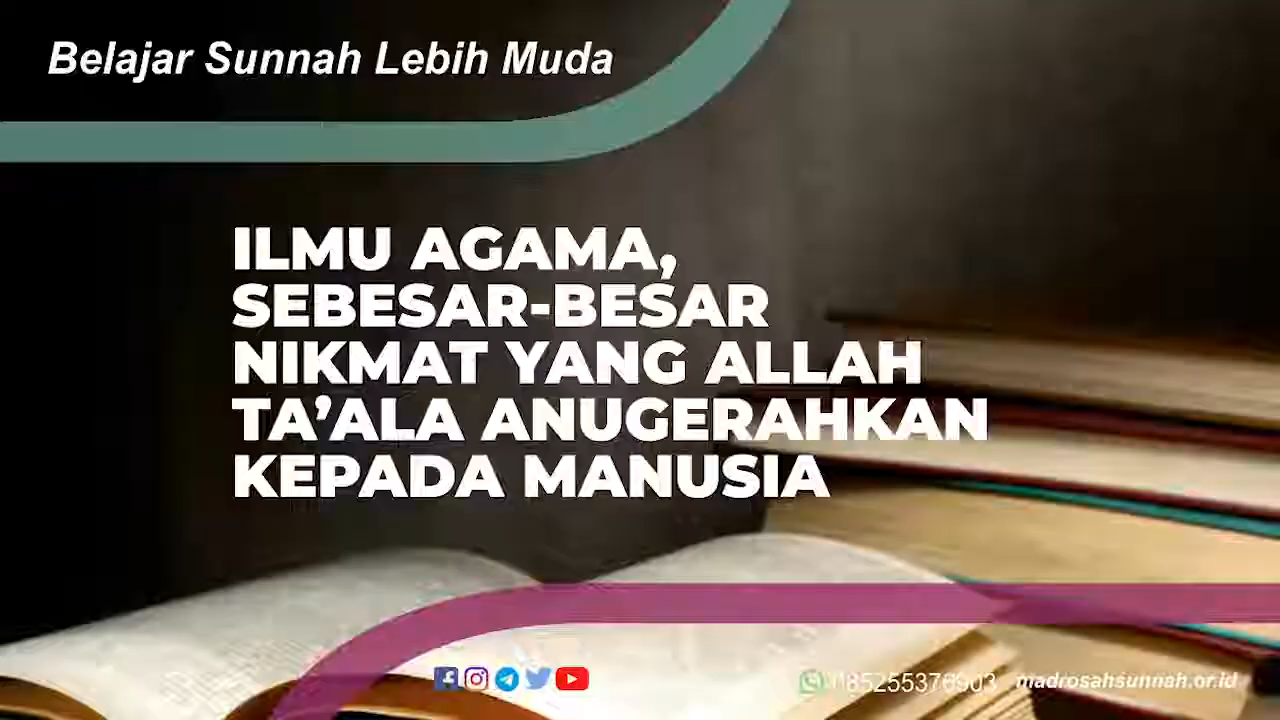 Belajar Sunnah Lebih Muda
ILMU AGAMA,
SEBESAR-BESAR
NIKMAT YANG ALLAH
TA’ALA ANUGERAHKAN
KEPADA MANUSIA
madrosahsunnah.or.id